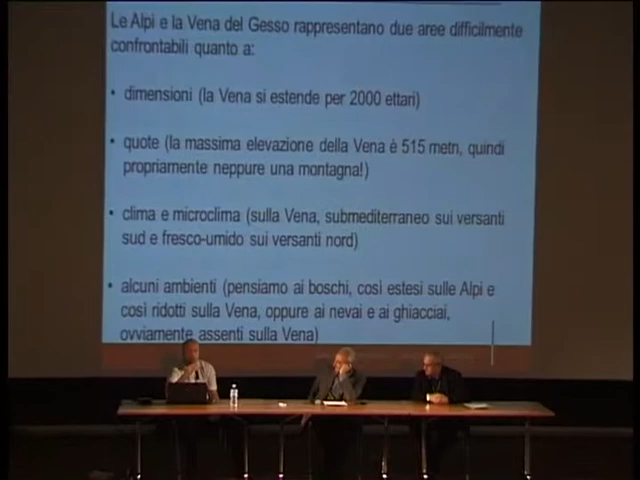 Le Alpi e la Vena del Gesso rappresentano due aree difficilmente
confrontabili quanto a:
• dimensioni (la Vena si estende per 2000 ettari)
• quote (la massima elevazione della Vena è 515 metri, quindi
propriamente neppure una montagna!)
• clima e microclima (sulla Vena, submediterraneo sui versanti
sud e fresco-umido sui versanti nord)
• alcuni ambienti (pensiamo ai boschi, così estesi sulle Alpi e
così ridotti sulla Vena, oppure ai nevai e ai ghiacciai,
ovviamente assenti sulla Vena)